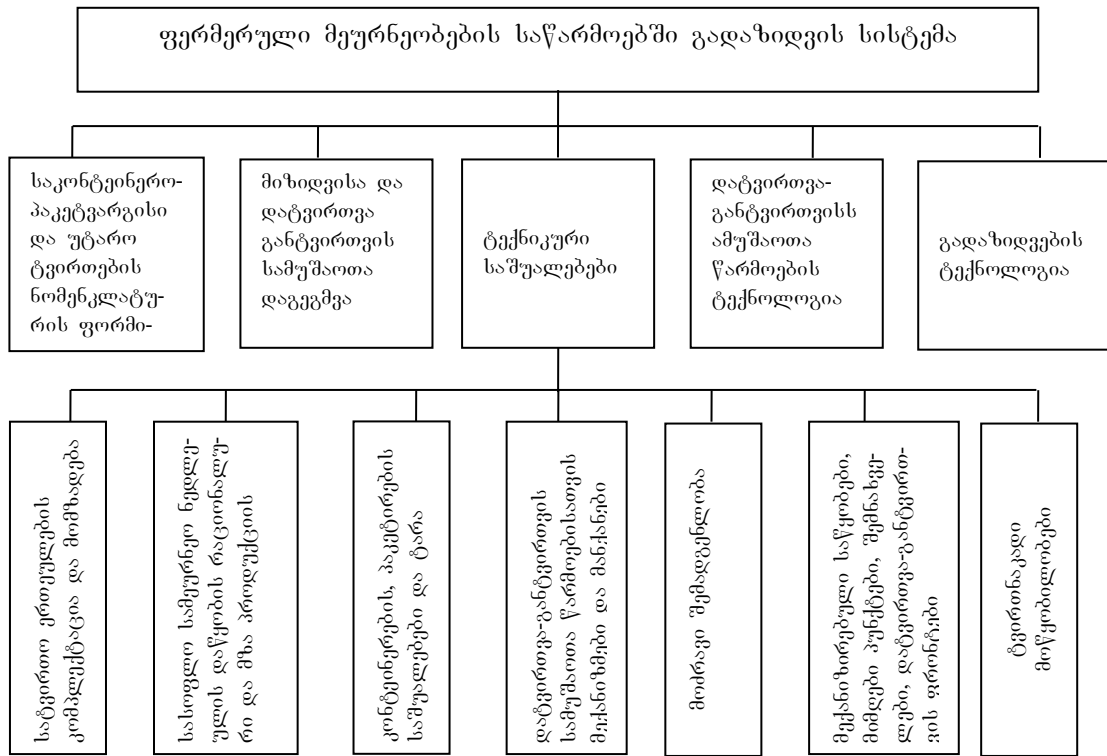 ფერმერული მეურნეობების საწარმოებში გადაზიდვის სისტემა
საკონტეინერო-
პაკეტვარგისი
და უტარო
ტვირთების
ნომენკლატუ-
რის ფორმი-
მიზიდვისა და
დატვირთვა
განტვირთვის
სამუშაოთა
დაგეგმვა
ტექნიკური
საშუალებები
დატვირთვა-
განტვირთვისს
ამუშაოთა
წარმოების
ტექნოლოგია
გადაზიდვების
ტექნოლოგია
სატვირთო ერთეულების
კომპლექტაცია და მომზადება
სასოფლო სამეურნეო ნედლე-
ულის დაწყობის რაციონალუ-
რი და მზა პროდუქციის
კონტეინერების, პაკეტირების
საშუალებები და ტარა
დატვირთვა-განტვირთვის
სამუშაოთა წარმოებისათვის
მექანიზმები და მანქანები
მოძრავი შემადგენლობა
მექანიზირებული საწყობები,
მიმღები პუნქტები, შემნახვე-
ლები, დატვირთვა-განტვირთ-
ვის ფრონტები
ტვირთნაკადი
მოწყობილობები